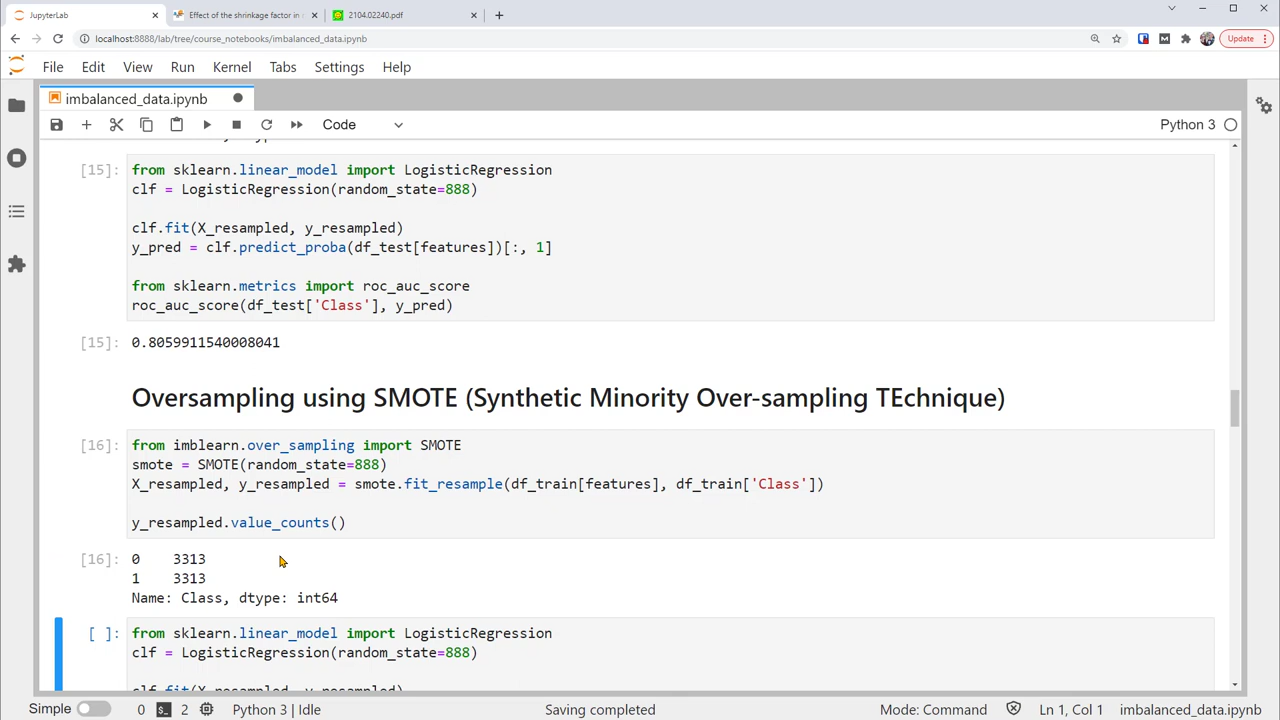 JupyterLab
Effect of the shrinkage factor in
2104.02240.pdf
localhost:8888/lab/tree/course_notebooks/imbalanced_data.ipynb
Update
File Edit View Run Kernel Tabs Settings Help
imbalanced_data.ipynb
Code
Python 3
[15]: from sklearn.linear_model import LogisticRegression
clf = LogisticRegression(random_state=888)
clf.fit(X_resampled, y_resampled)
y_pred = clf.predict_proba(df_test[features])[:, 1]
from sklearn.metrics import roc_auc_score
roc_auc_score(df_test['Class'], y_pred)
[15]: 0.8059911540008041
Oversampling using SMOTE (Synthetic Minority Over-sampling TEchnique)
[16]: from imblearn.over_sampling import SMOTE
smote = SMOTE(random_state=888)
X_resampled, y_resampled = smote.fit_resample(df_train[features], df_train['Class'])
y_resampled.value_counts()
[16]: 0 3313
1 3313
Name: Class, dtype: int64
[ ]: from sklearn.linear_model import LogisticRegression
clf = LogisticRegression(random_state=888)
clf.fit(X_resampled, y_resampled)
Simple 0 2 Python 3 | Idle Saving completed Mode: Command Ln 1, Col 1 imbalanced_data.ipynb